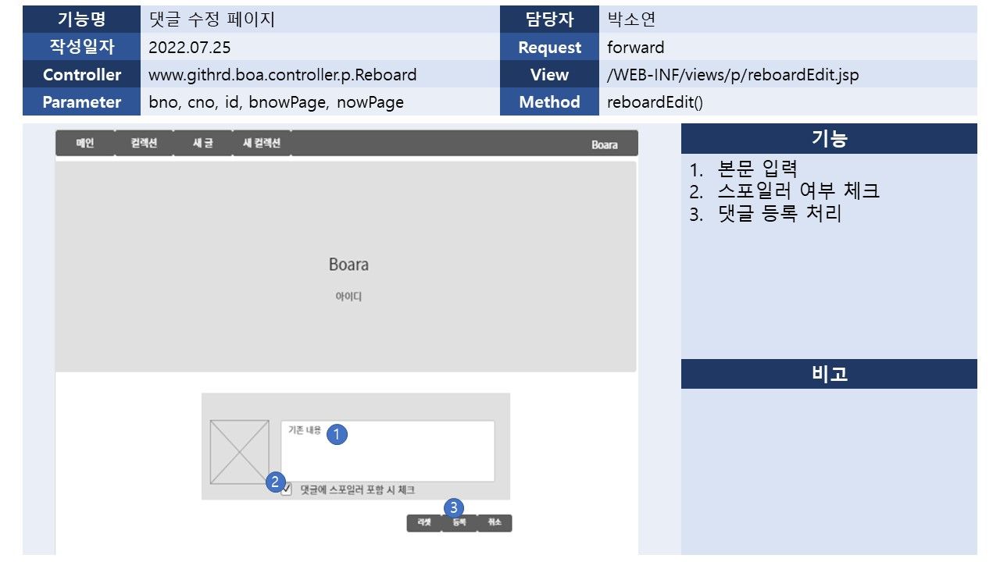 기능명 댓글 수정 페이지 담당자 박소연
작성일자 2022.07.25 Request forward
Controller www.githrd.boa.controller.p.Reboard View /WEB-INF/views/p/reboardEdit.jsp
Parameter bno, cno, id, bnowPage, nowPage Method reboardEdit()
메인 컬렉션 새 글 새 컬렉션 Boara
Boara
아이디
기존 내용 1
2 댓글에 스포일러 포함 시 체크
3
리셋 등록 취소
기능
1. 본문 입력
2. 스포일러 여부 체크
3. 댓글 등록 처리
비고